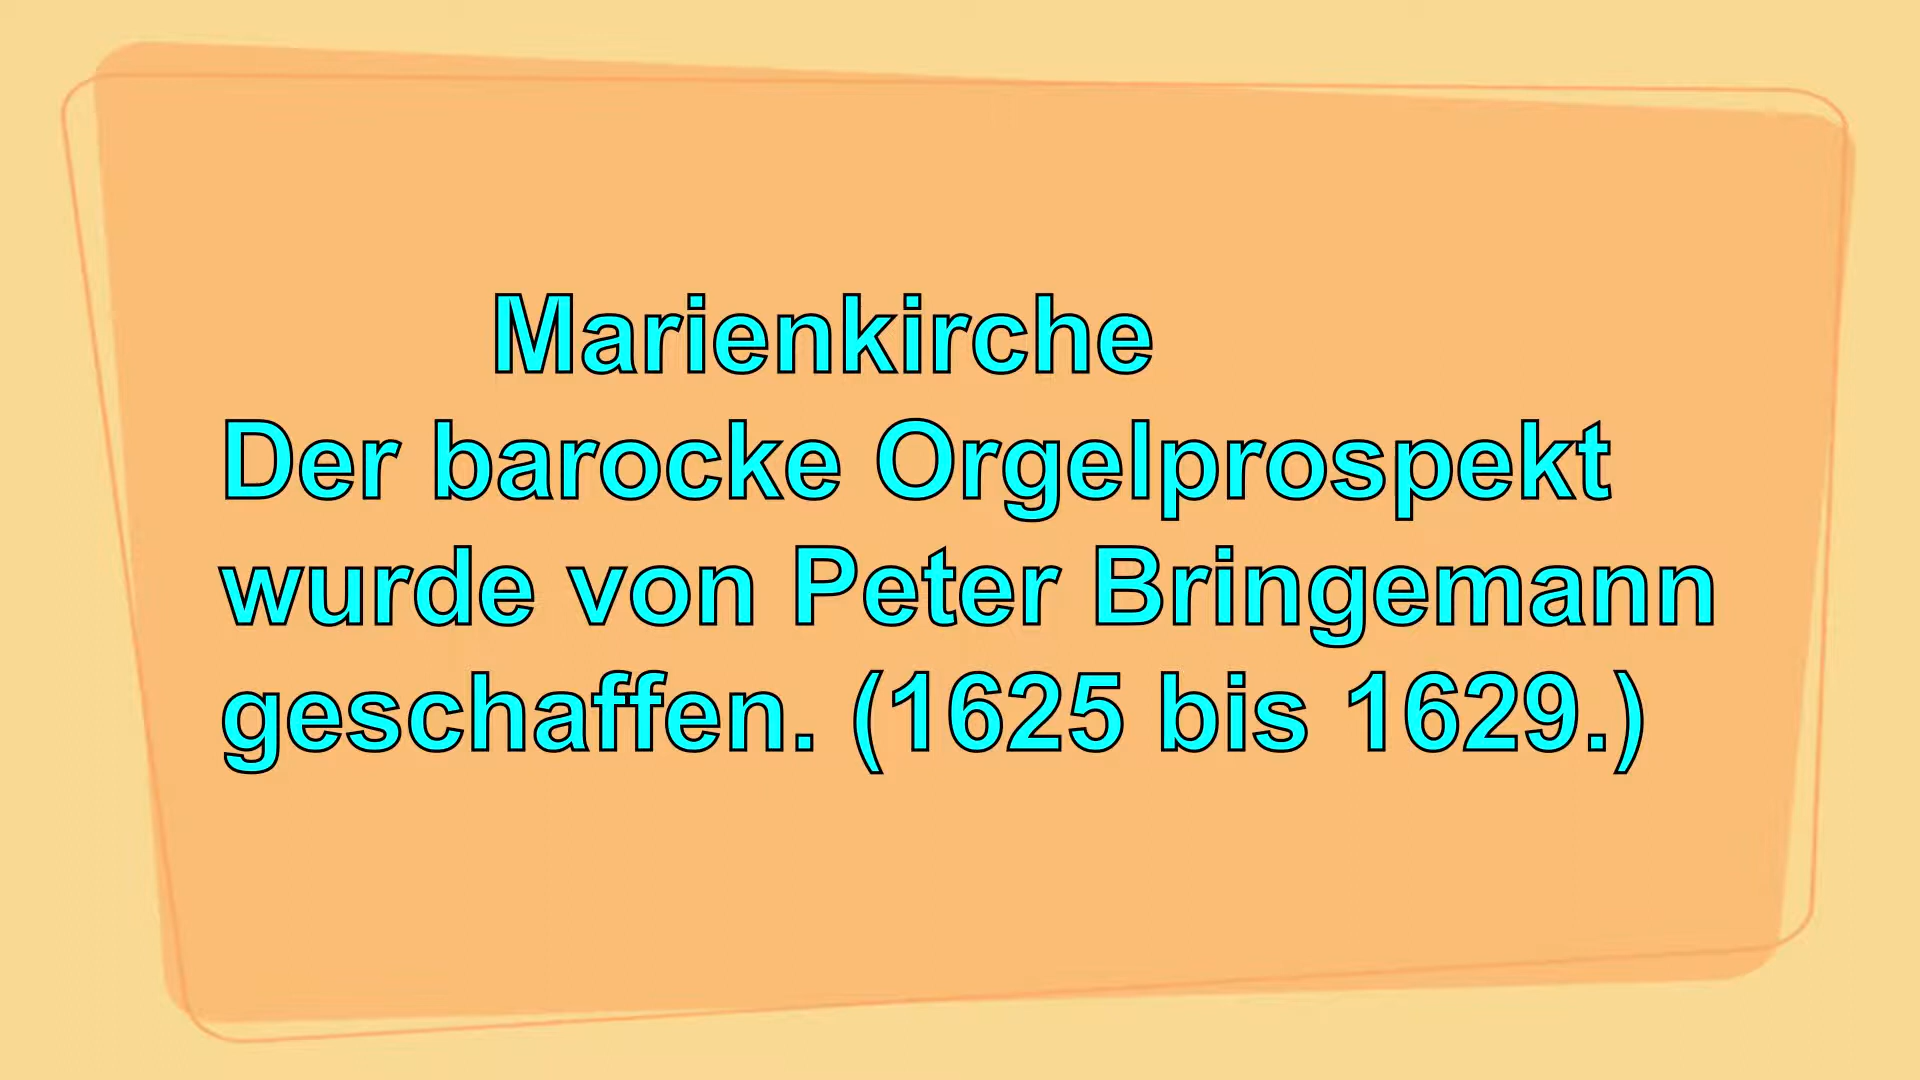 Marienkirche
Der barocke Orgelprospekt
wurde von Peter Bringemann
geschaffen. (1625 bis 1629.)